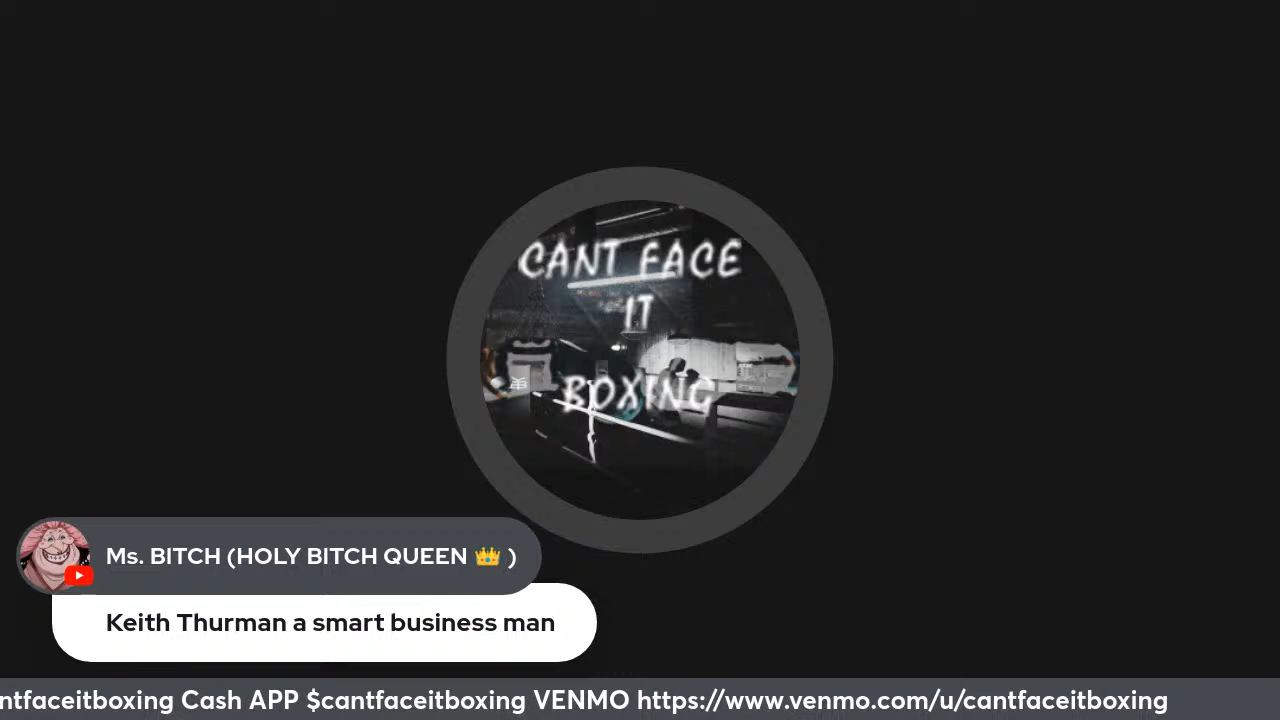 CANT FACE
IT
BOXING
Ms. BITCH (HOLY BITCH QUEEN 👑 )
Keith Thurman a smart business man
ntfaceitboxing Cash APP $cantfaceitboxing VENMO https://www.venmo.com/u/cantfaceitboxing